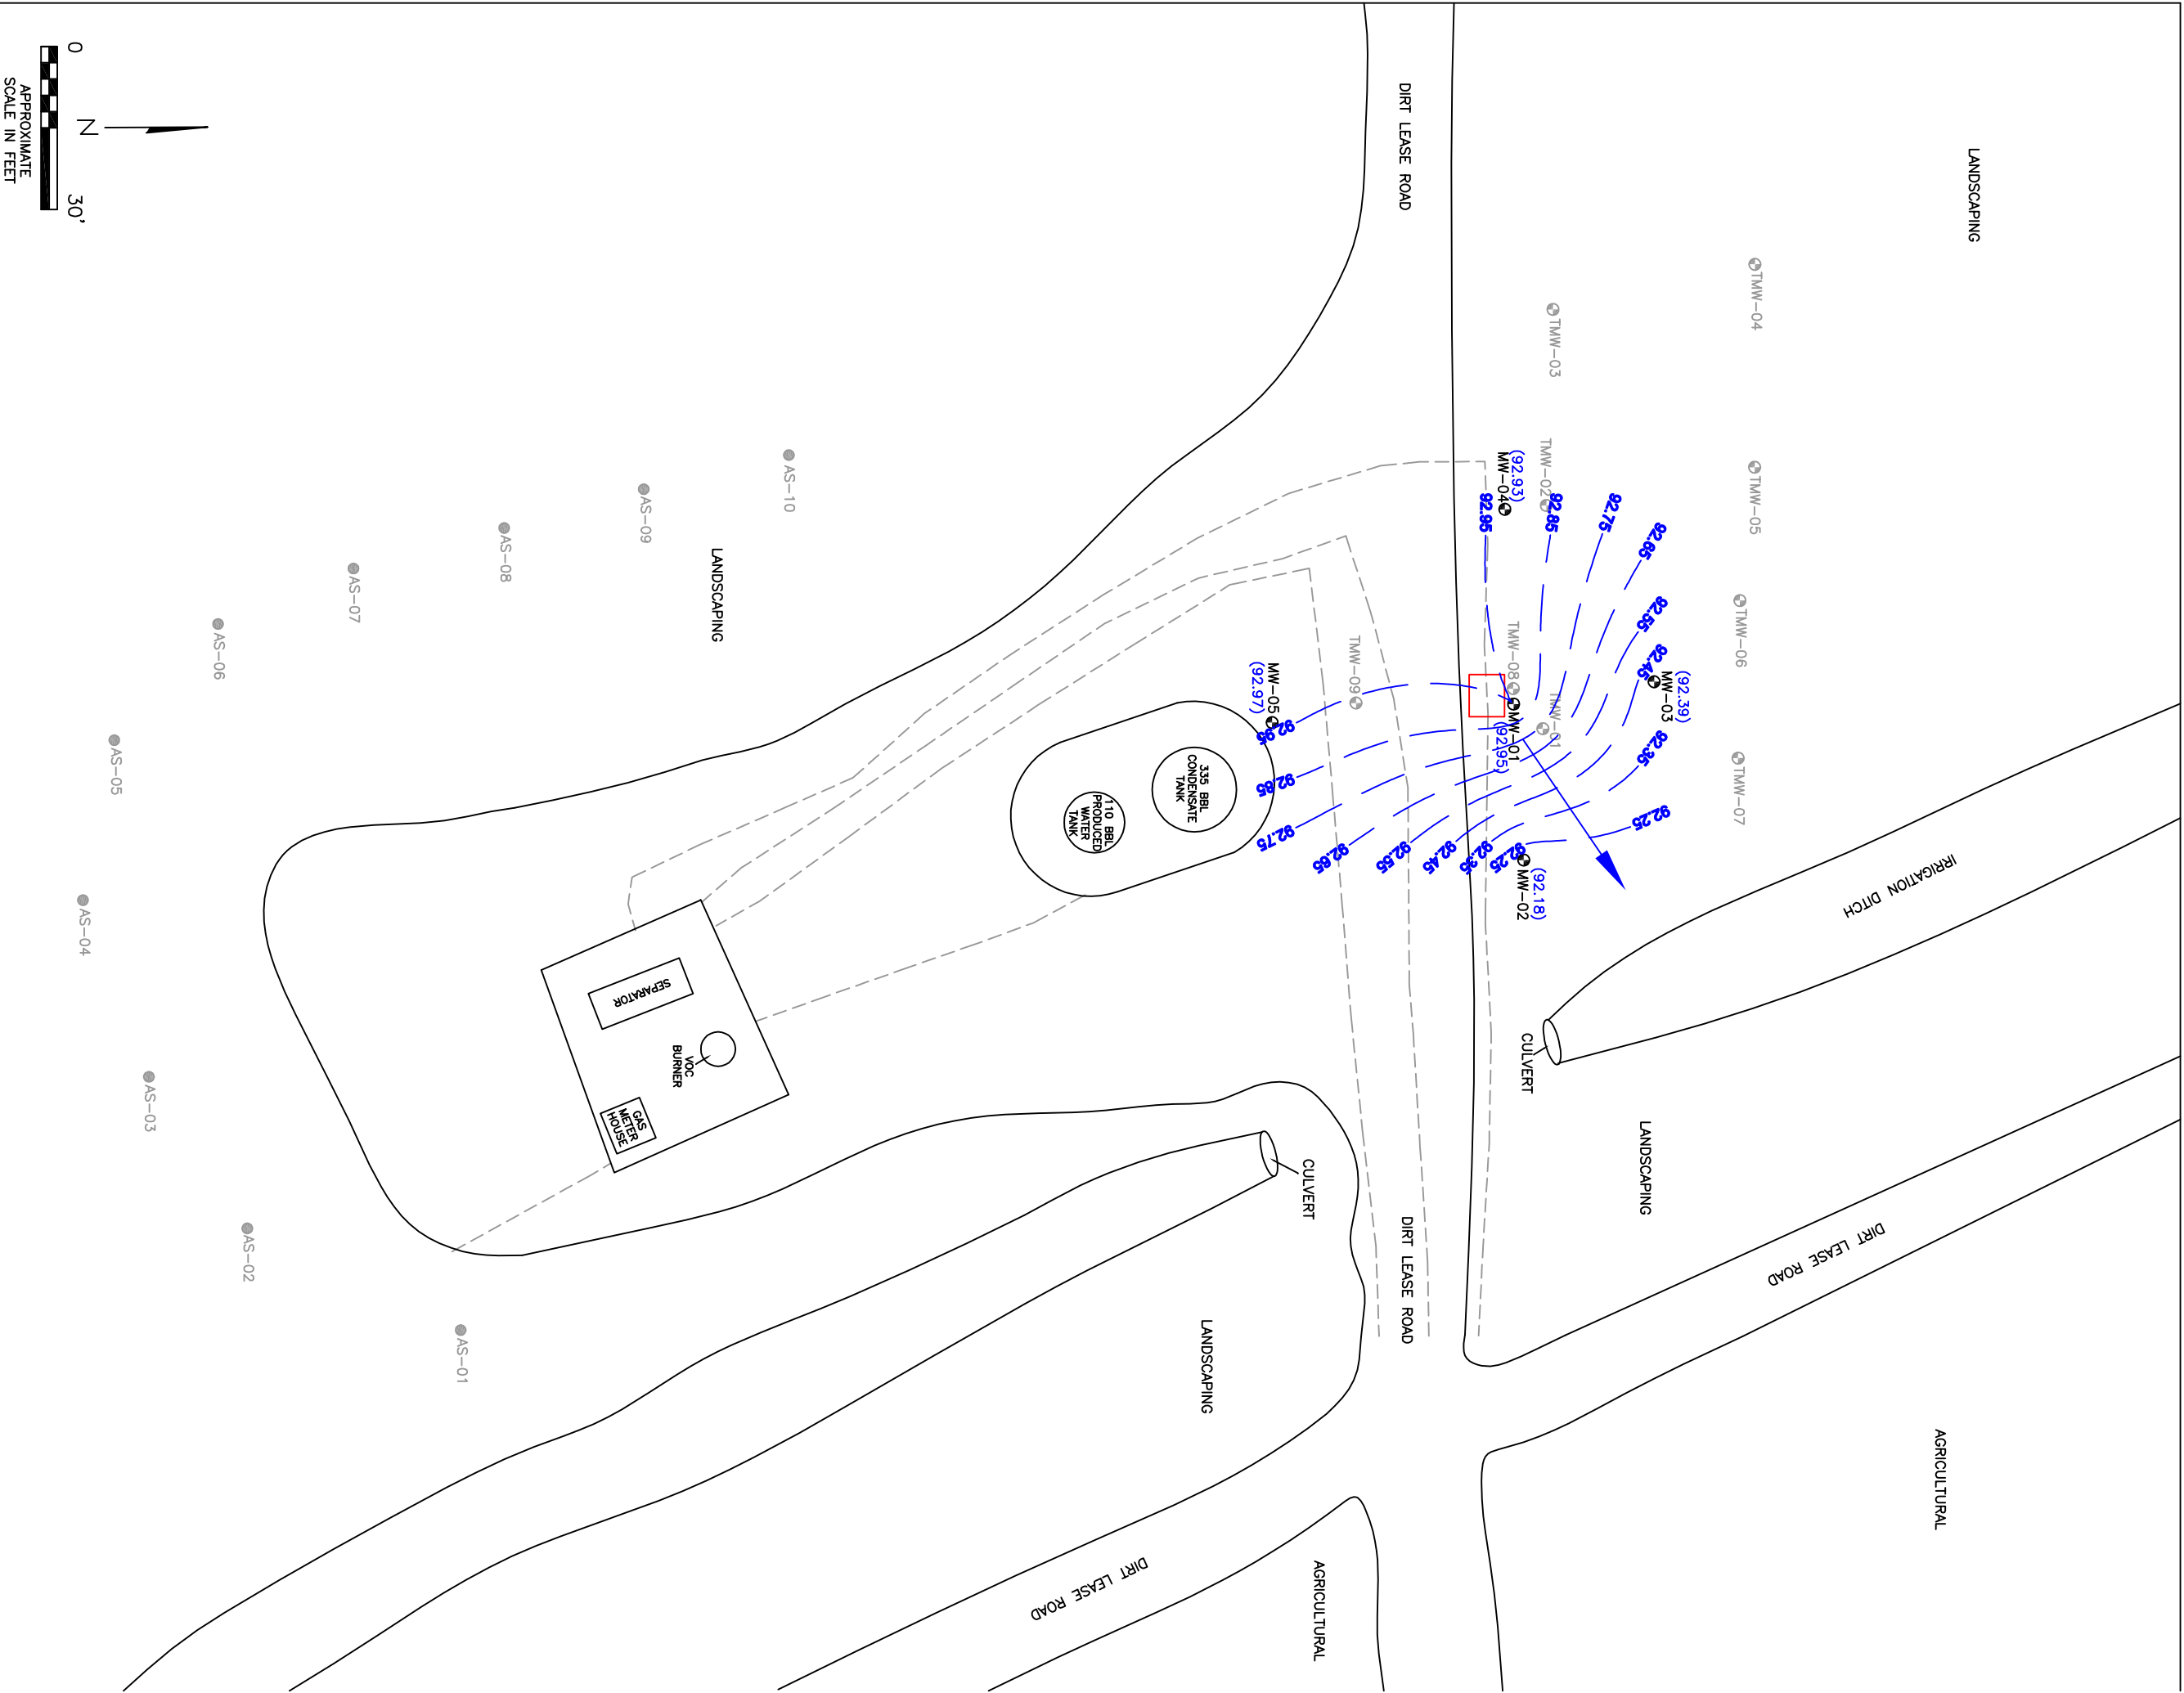 LANDSCAPING
TMW-04
TMW-05
TMW-06
TMW-07
TMW-03
TMW-02
TMW-08
TMW-01
TMW-09
(92.93)
MW-04
MW-01
(92.95)
MW-03
(92.39)
MW-02
(92.18)
MW-05
(92.97)
92.95
92.85
92.75
92.65
92.55
92.45
92.35
92.25
92.95
92.85
92.75
92.65
92.55
92.45
92.35
92.25
IRRIGATION DITCH
CULVERT
LANDSCAPING
DIRT LEASE ROAD
AGRICULTURAL
DIRT LEASE ROAD
DIRT LEASE ROAD
335 BBL
CONDENSATE
TANK
110 BBL
PRODUCED
WATER
TANK
CULVERT
LANDSCAPING
AGRICULTURAL
DIRT LEASE ROAD
LANDSCAPING
SEPARATOR
VOC
BURNER
GAS
METER
HOUSE
AS-10
AS-09
AS-08
AS-07
AS-06
AS-05
AS-04
AS-03
AS-02
AS-01
N
0
30'
APPROXIMATE
SCALE IN FEET